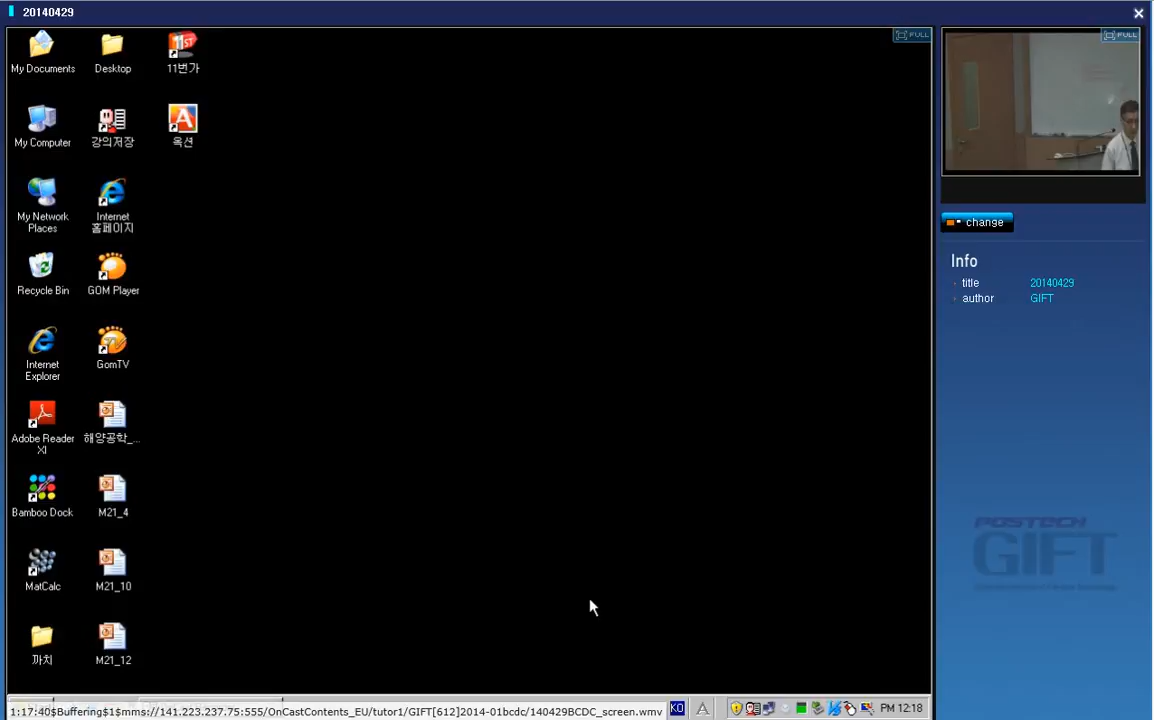 20140429
FULL
FULL
My Documents
Desktop
11번가
My Computer
강의저장
옥션
My Network
Places
Internet
홈페이지
Recycle Bin
GOM Player
Internet
Explorer
GomTV
Adobe Reader
XI
해양공학_...
Bamboo Dock
M21_4
MatCalc
M21_10
까치
M21_12
change
Info
title 20140429
author GIFT
POSTECH
GIFT
1:17:40$Buffering$1$mms://141.223.237.75:555/OnCastContents_EU/tutor1/GIFT[612]2014-01bcdc/140429BCDC_screen.wmv
KO
A
PM 12:18